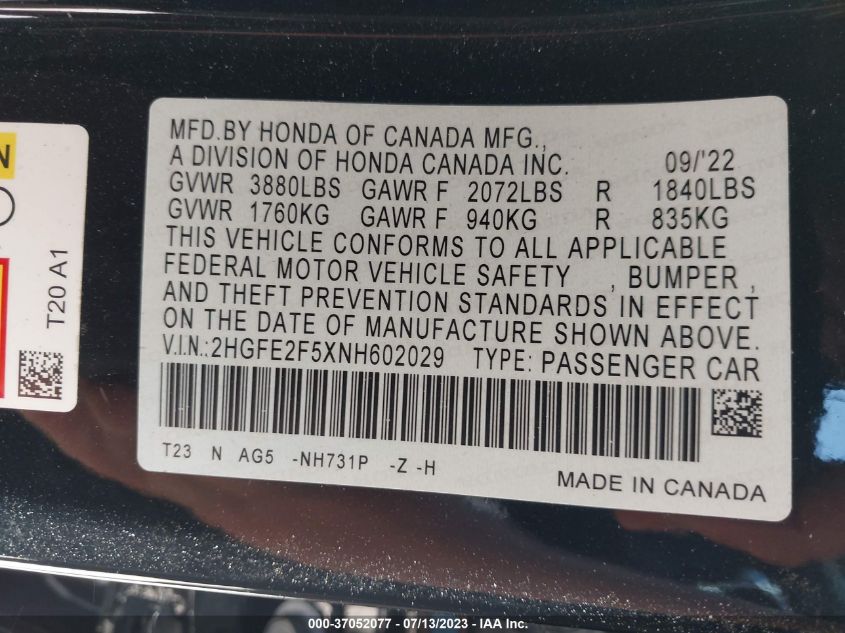 MFD.BY HONDA OF CANADA MFG.,
A DIVISION OF HONDA CANADA INC. 09/'22
GVWR 3880LBS GAWR F 2072LBS R 1840LBS
GVWR 1760KG GAWR F 940KG R 835KG
THIS VEHICLE CONFORMS TO ALL APPLICABLE
FEDERAL MOTOR VEHICLE SAFETY , BUMPER ,
AND THEFT PREVENTION STANDARDS IN EFFECT
ON THE DATE OF MANUFACTURE SHOWN ABOVE.
V.I.N.:2HGFE2F5XNH602029 TYPE: PASSENGER CAR
T23 N AG5 -NH731P -Z -H
MADE IN CANADA
N
T20 A1
000-37052077 - 07/13/2023 - IAA Inc.